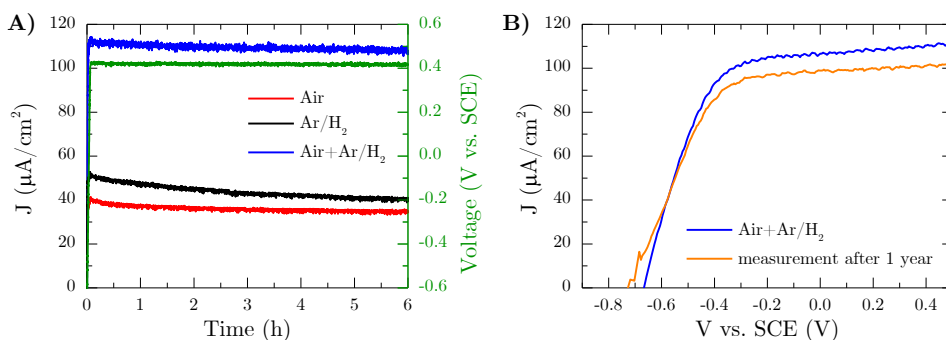 A)
J (µA/cm²)
120
100
80
60
40
20
0
0
1
2
3
4
5
6
Time (h)
0.6
0.4
0.2
0.0
-0.2
-0.4
-0.6
Voltage (V vs. SCE)
Air
Ar/H₂
Air+Ar/H₂
B)
J (µA/cm²)
120
100
80
60
40
20
0
-0.8
-0.6
-0.4
-0.2
0.0
0.2
0.4
V vs. SCE (V)
Air+Ar/H₂
measurement after 1 year